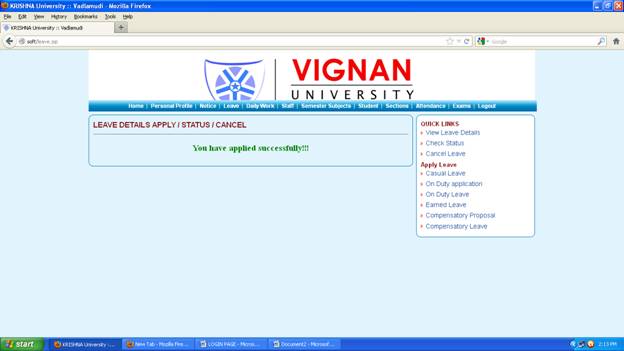 KRISHNA University :: Vadlamudi - Mozilla Firefox
File Edit View History Bookmarks Tools Help
KRISHNA University :: Vadlamudi
soft/leave.jsp
Google
VIGNAN
UNIVERSITY
Home | Personal Profile | Notice | Leave | Daily Work | Staff | Semester Subjects | Student | Sections | Attendance | Exams | Logout
LEAVE DETAILS APPLY / STATUS / CANCEL
You have applied successfully!!!
QUICK LINKS
View Leave Details
Check Status
Cancel Leave
Apply Leave
Casual Leave
On Duty application
On Duty Leave
Earned Leave
Compensatory Proposal
Compensatory Leave
start
KRISHNA University :...
New Tab - Mozilla Fire...
LOGIN PAGE - Micros...
Document2 - Microsof...
2:13 PM